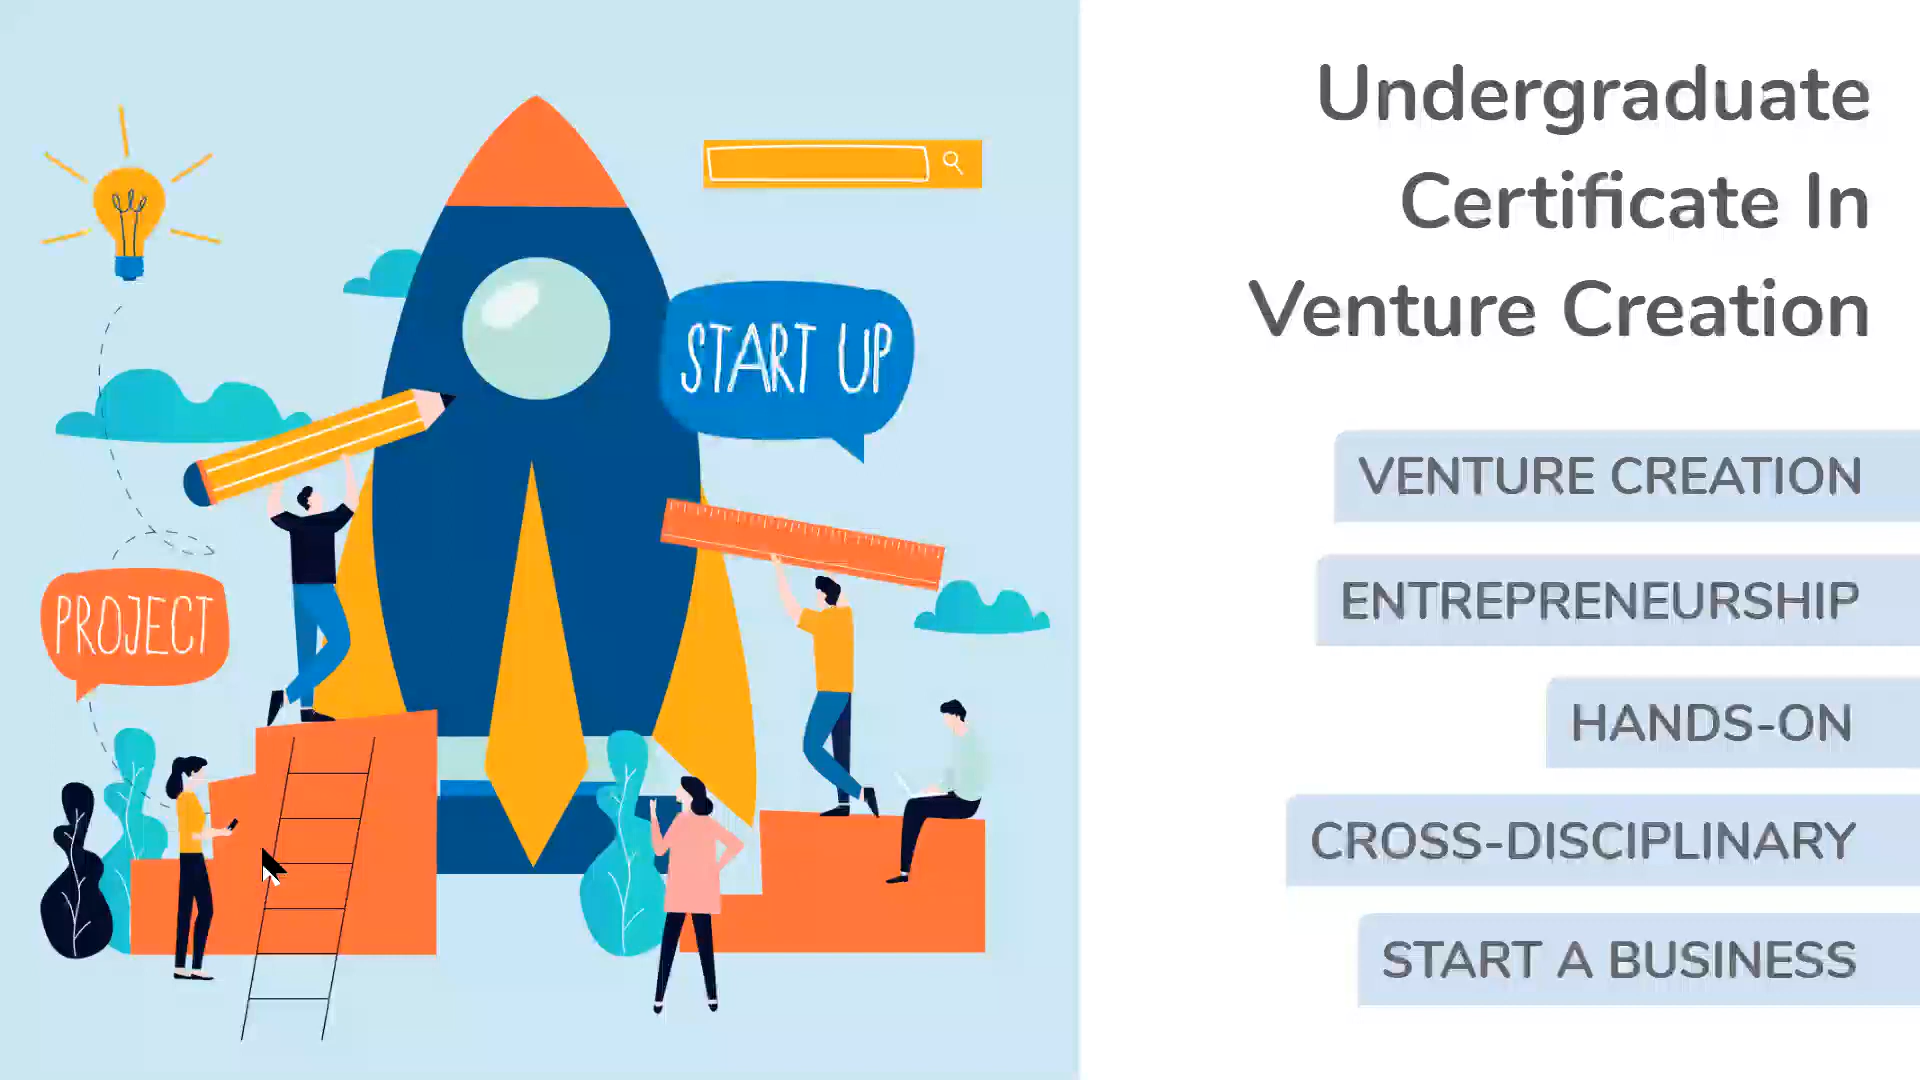 START UP
PROJECT
Undergraduate
Certificate In
Venture Creation
VENTURE CREATION
ENTREPRENEURSHIP
HANDS-ON
CROSS-DISCIPLINARY
START A BUSINESS